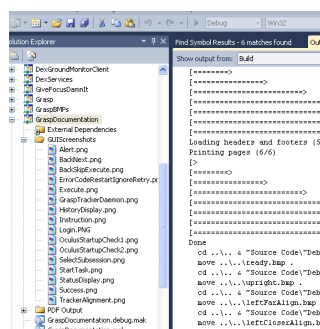 Debug
Win32
olution Explorer
Find Symbol Results - 6 matches found
Out
Show output from: Build
DexGroundMonitorClient
DexServices
GiveFocusDamnIt
Grasp
GraspBMPs
GraspDocumentation
External Dependencies
GUIScreenshots
Alert.png
BackNext.png
BackSkipExecute.png
ErrorCodeRestartIgnoreRetry.pr
Execute.png
GraspTrackerDaemon.png
HistoryDisplay.png
Instruction.png
Login.PNG
OculusStartupCheck1.png
OculusStartupCheck2.png
SelectSubsession.png
StartTask.png
StatusDisplay.png
Success.png
TrackerAlignment.png
PDF Output
GraspDocumentation.debug.mak
[========>
[================>
[========================>
[=============================
[=============================
[=============================
Loading headers and footers (S
Printing pages (6/6)
[>
[========>
[================>
[========================>
[=============================
[=============================
[=============================
Done
cd ..\.. & "Source Code\"Deb
move ..\..\ready.bmp .
cd ..\.. & "Source Code\"Deb
move ..\..\upright.bmp .
cd ..\.. & "Source Code\"Deb
move ..\..\leftFarAlign.bmp
cd ..\.. & "Source Code\"Deb
move ..\..\leftCloserAlign.b